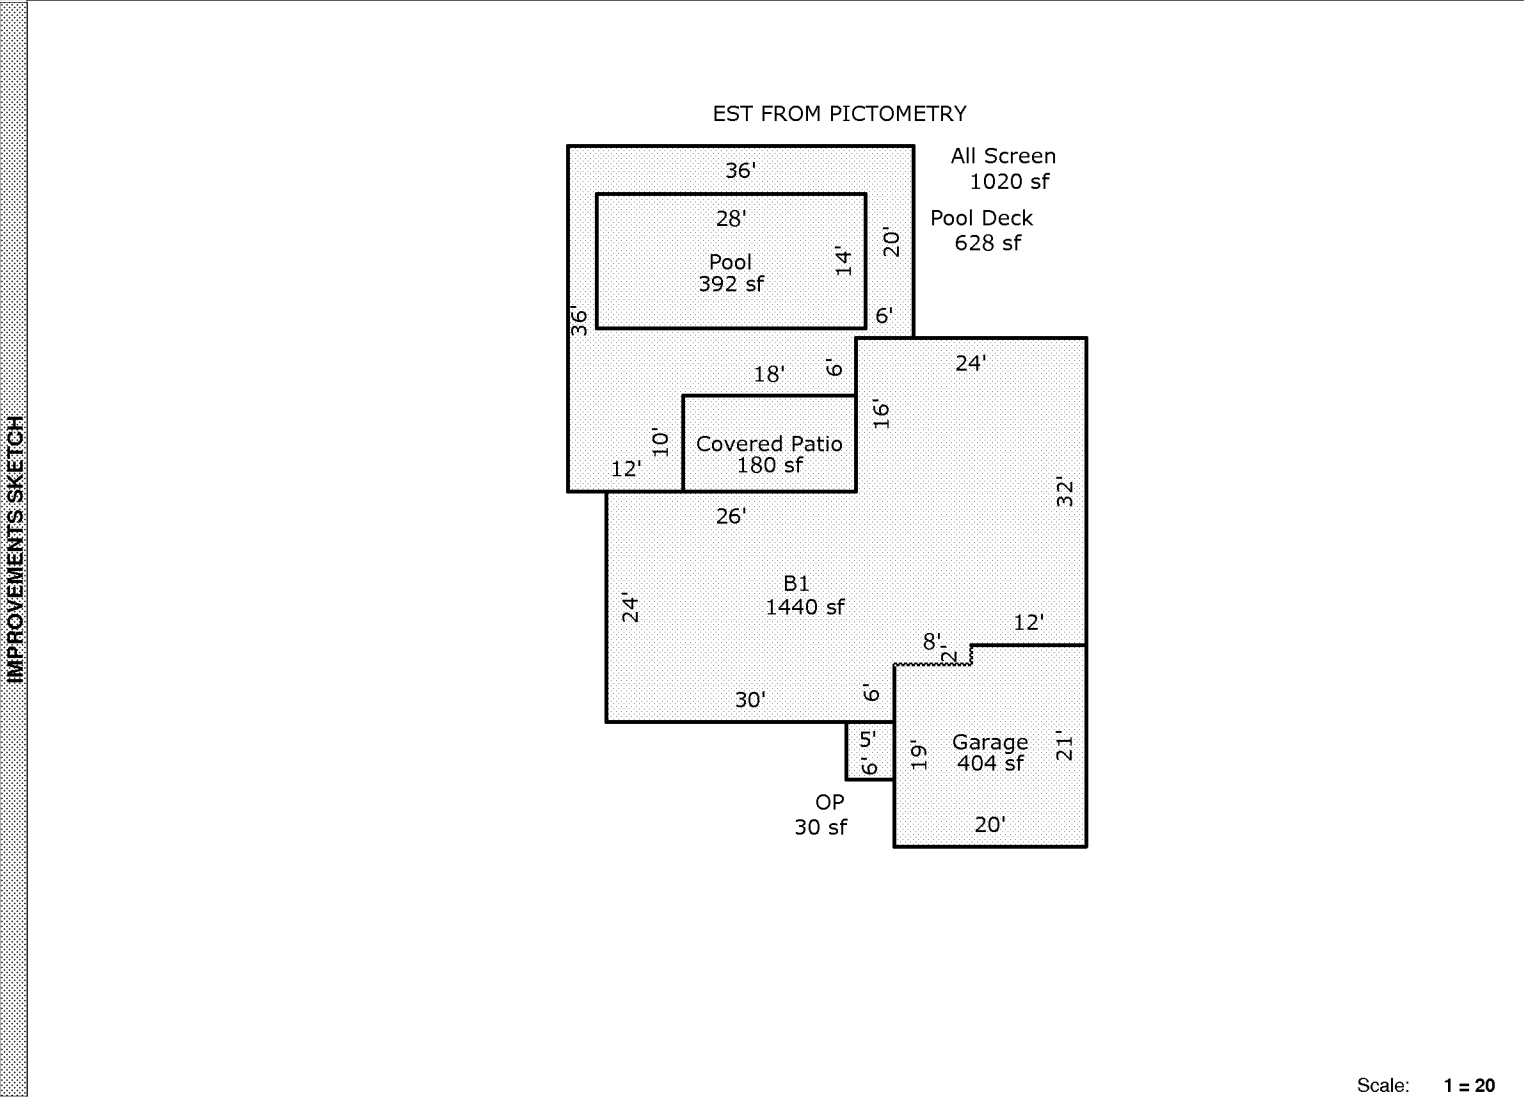 IMPROVEMENTS SKETCH
EST FROM PICTOMETRY
All Screen
1020 sf
36'
Pool Deck
628 sf
28'
20'
14'
Pool
392 sf
36'
6'
24'
6'
18'
16'
10'
Covered Patio
180 sf
12'
32'
26'
B1
1440 sf
24'
12'
8'
2'
6'
30'
5'
6'
19'
Garage
404 sf
21'
OP
30 sf
20'
Scale: 1 = 20